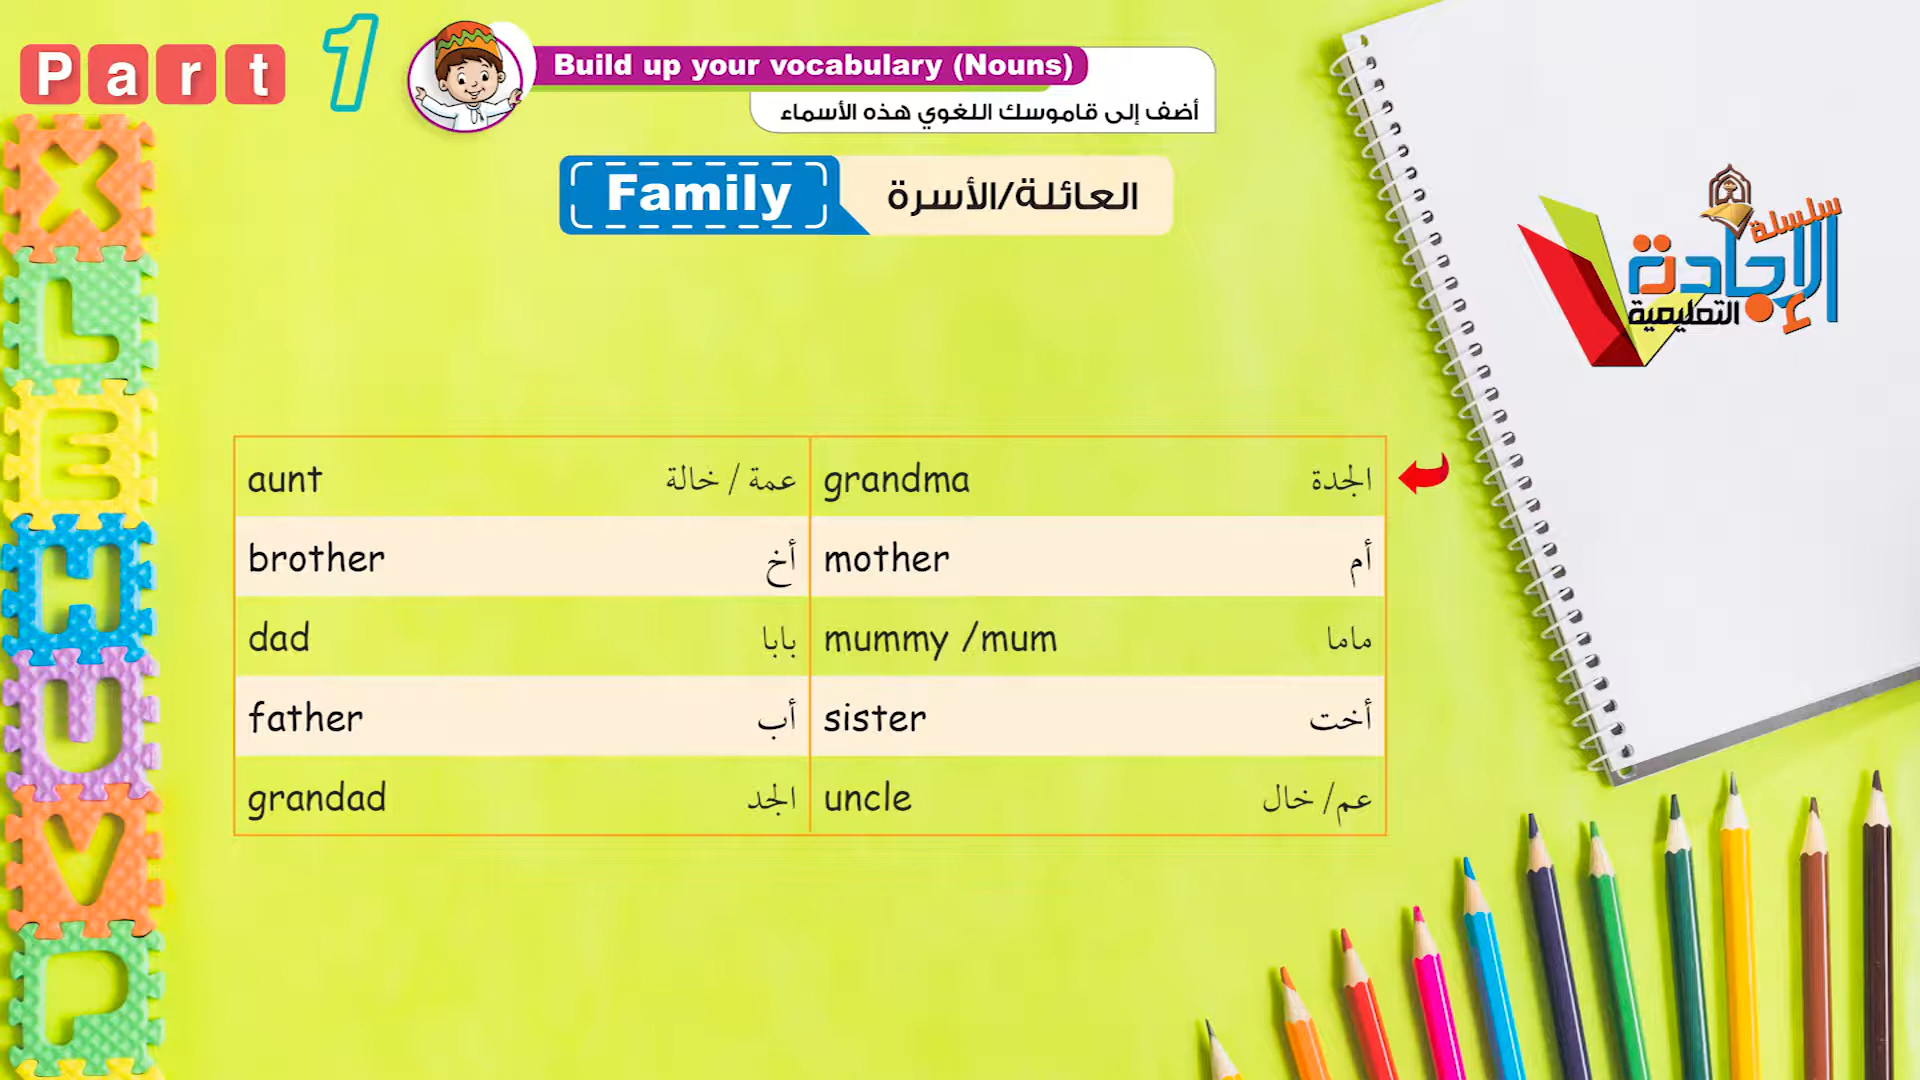 Part 1
Build up your vocabulary (Nouns)
أضف إلى قاموسك اللغوي هذه الأسماء
Family العائلة/الأسرة
سلسلة
الإجادة
التعليمية
aunt عمة / خالة grandma الجدة
brother أخ mother أم
dad بابا mummy /mum ماما
father أب sister أخت
grandad الجد uncle عم/ خال
X
L
E
H
U
V